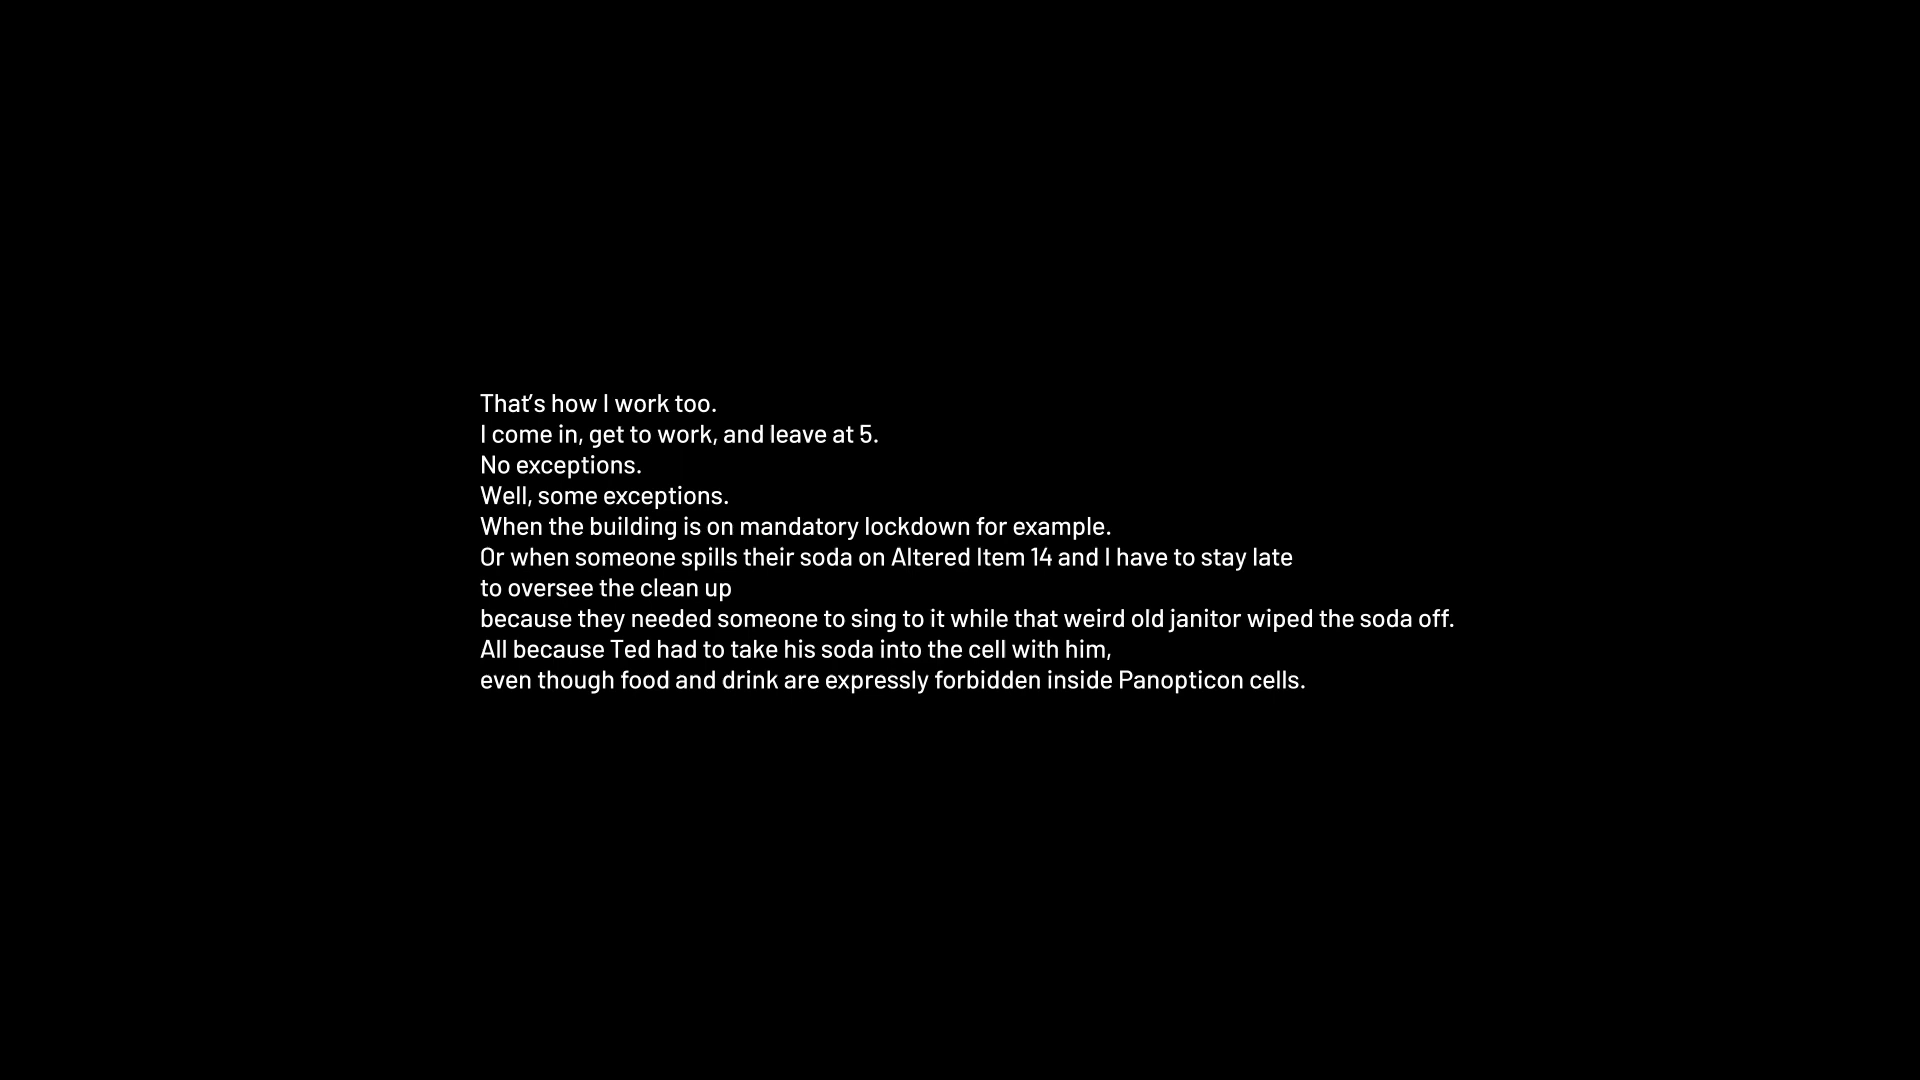 That's how I work too.
I come in, get to work, and leave at 5.
No exceptions.
Well, some exceptions.
When the building is on mandatory lockdown for example.
Or when someone spills their soda on Altered Item 14 and I have to stay late
to oversee the clean up
because they needed someone to sing to it while that weird old janitor wiped the soda off.
All because Ted had to take his soda into the cell with him,
even though food and drink are expressly forbidden inside Panopticon cells.